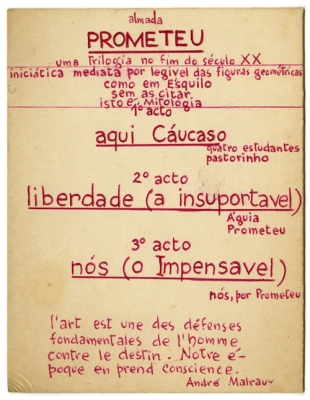 almada
PROMETEU
uma trilogia no fim do século XX
iniciática mediata por legível das figuras geométricas
como em Esquilo
sem as citar.
isto é, Mitologia
1º acto
aqui Cáucaso
quatro estudantes
pastorinho
2º acto
liberdade (a insuportavel)
Águia
Prometeu
3º acto
nós (o Impensavel)
nós, por Prometeu
l'art est une des défenses
fondamentales de l'homme
contre le destin. Notre é-
poque en prend conscience.
André Malraux